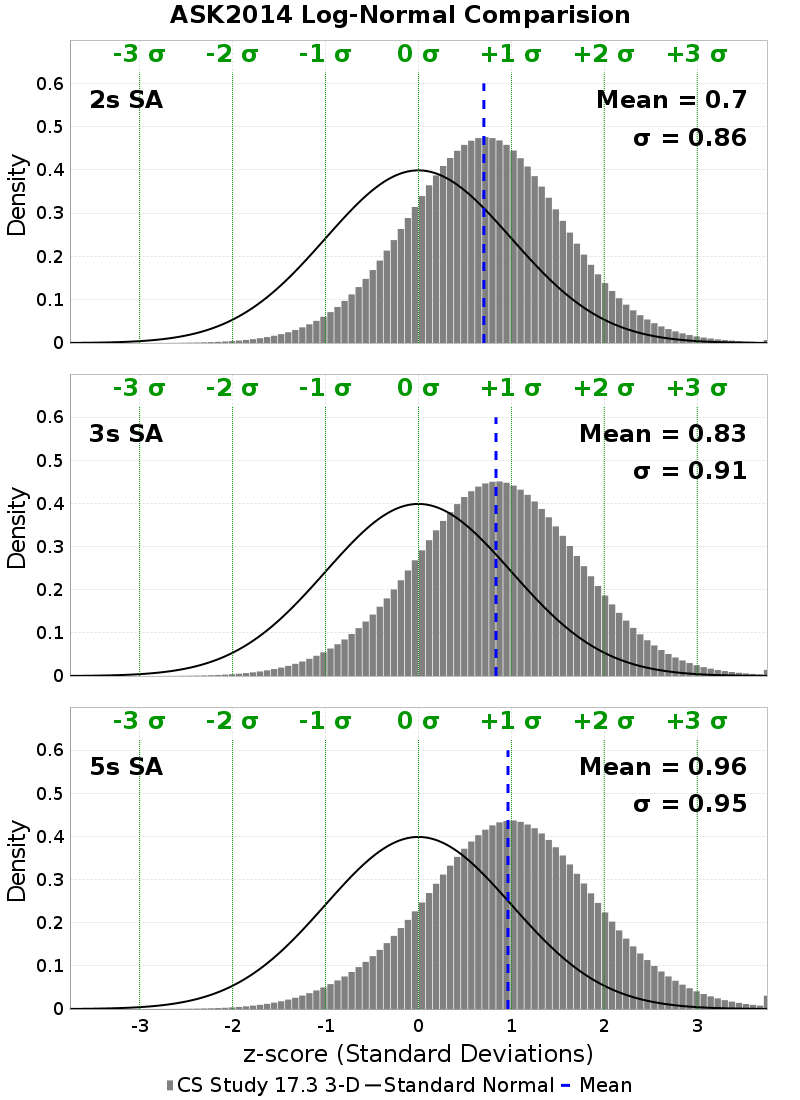 ASK2014 Log-Normal Comparision
-3 σ -2 σ -1 σ 0 σ +1 σ +2 σ +3 σ
2s SA
Mean = 0.7
σ = 0.86
Density
0.6
0.5
0.4
0.3
0.2
0.1
0
-3 σ -2 σ -1 σ 0 σ +1 σ +2 σ +3 σ
3s SA
Mean = 0.83
σ = 0.91
Density
0.6
0.5
0.4
0.3
0.2
0.1
0
-3 σ -2 σ -1 σ 0 σ +1 σ +2 σ +3 σ
5s SA
Mean = 0.96
σ = 0.95
Density
0.6
0.5
0.4
0.3
0.2
0.1
0
-3 -2 -1 0 1 2 3
z-score (Standard Deviations)
CS Study 17.3 3-D Standard Normal Mean